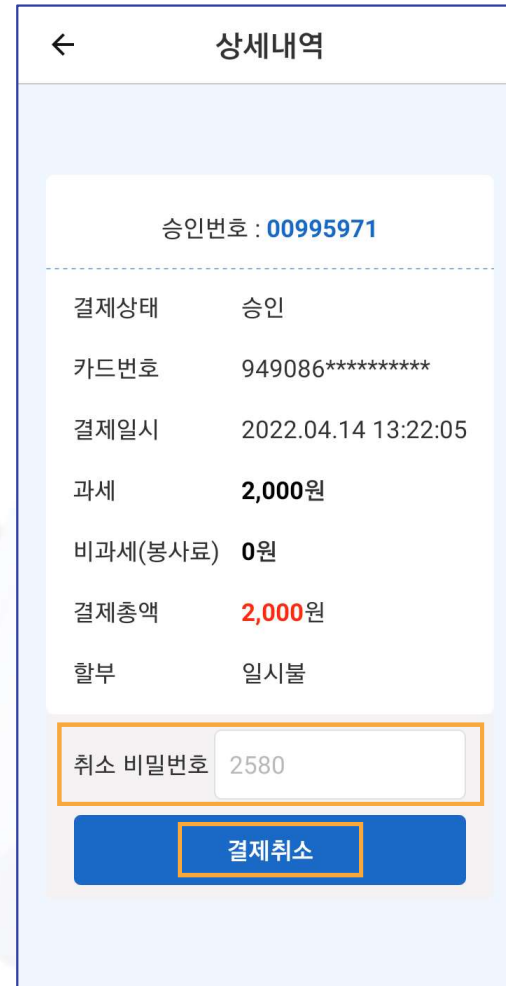 상세내역
승인번호 : 00995971
결제상태 승인
카드번호 949086**********
결제일시 2022.04.14 13:22:05
과세 2,000원
비과세(봉사료) 0원
결제총액 2,000원
할부 일시불
취소 비밀번호 2580
결제취소